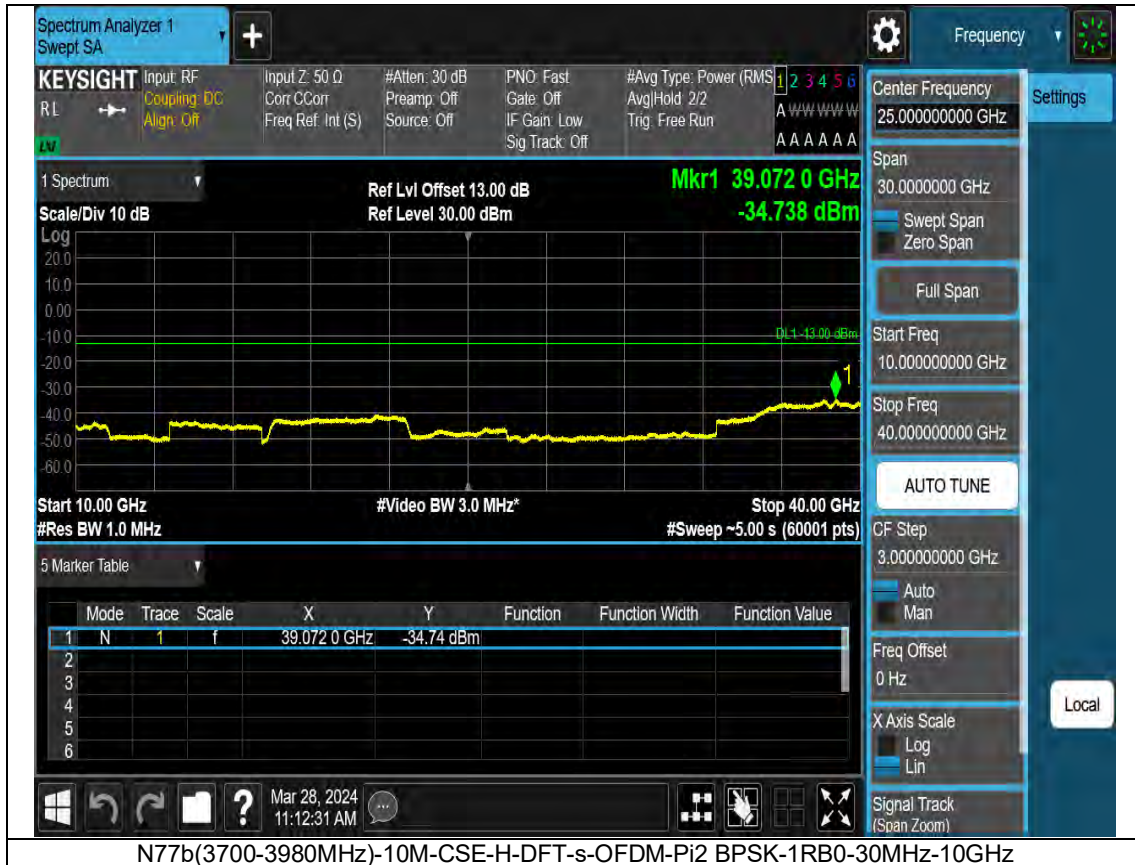 Spectrum Analyzer 1
Swept SA
Frequency
KEYSIGHT
RL
Input: RF
Coupling: DC
Align: Off
Input Z: 50 Ω
Corr CCorr
Freq Ref: Int (S)
#Atten: 30 dB
Preamp: Off
Source: Off
PNO: Fast
Gate: Off
IF Gain: Low
Sig Track: Off
#Avg Type: Power (RMS
Avg|Hold: 2/2
Trig: Free Run
1 2 3 4 5 6
A W W W W W
A A A A A A
1 Spectrum
Scale/Div 10 dB
Ref Lvl Offset 13.00 dB
Ref Level 30.00 dBm
Mkr1 39.072 0 GHz
-34.738 dBm
Log
20.0
10.0
0.00
-10.0
-20.0
-30.0
-40.0
-50.0
-60.0
DL1 -13.00 dBm
1
Start 10.00 GHz
#Res BW 1.0 MHz
#Video BW 3.0 MHz*
Stop 40.00 GHz
#Sweep ~5.00 s (60001 pts)
5 Marker Table
Mode Trace Scale X Y Function Function Width Function Value
1 N 1 f 39.072 0 GHz -34.74 dBm
2
3
4
5
6
Mar 28, 2024
11:12:31 AM
Center Frequency
25.000000000 GHz
Settings
Span
30.0000000 GHz
Swept Span
Zero Span
Full Span
Start Freq
10.000000000 GHz
Stop Freq
40.000000000 GHz
AUTO TUNE
CF Step
3.000000000 GHz
Auto
Man
Freq Offset
0 Hz
X Axis Scale
Log
Lin
Local
Signal Track
(Span Zoom)
N77b(3700-3980MHz)-10M-CSE-H-DFT-s-OFDM-Pi2 BPSK-1RB0-30MHz-10GHz